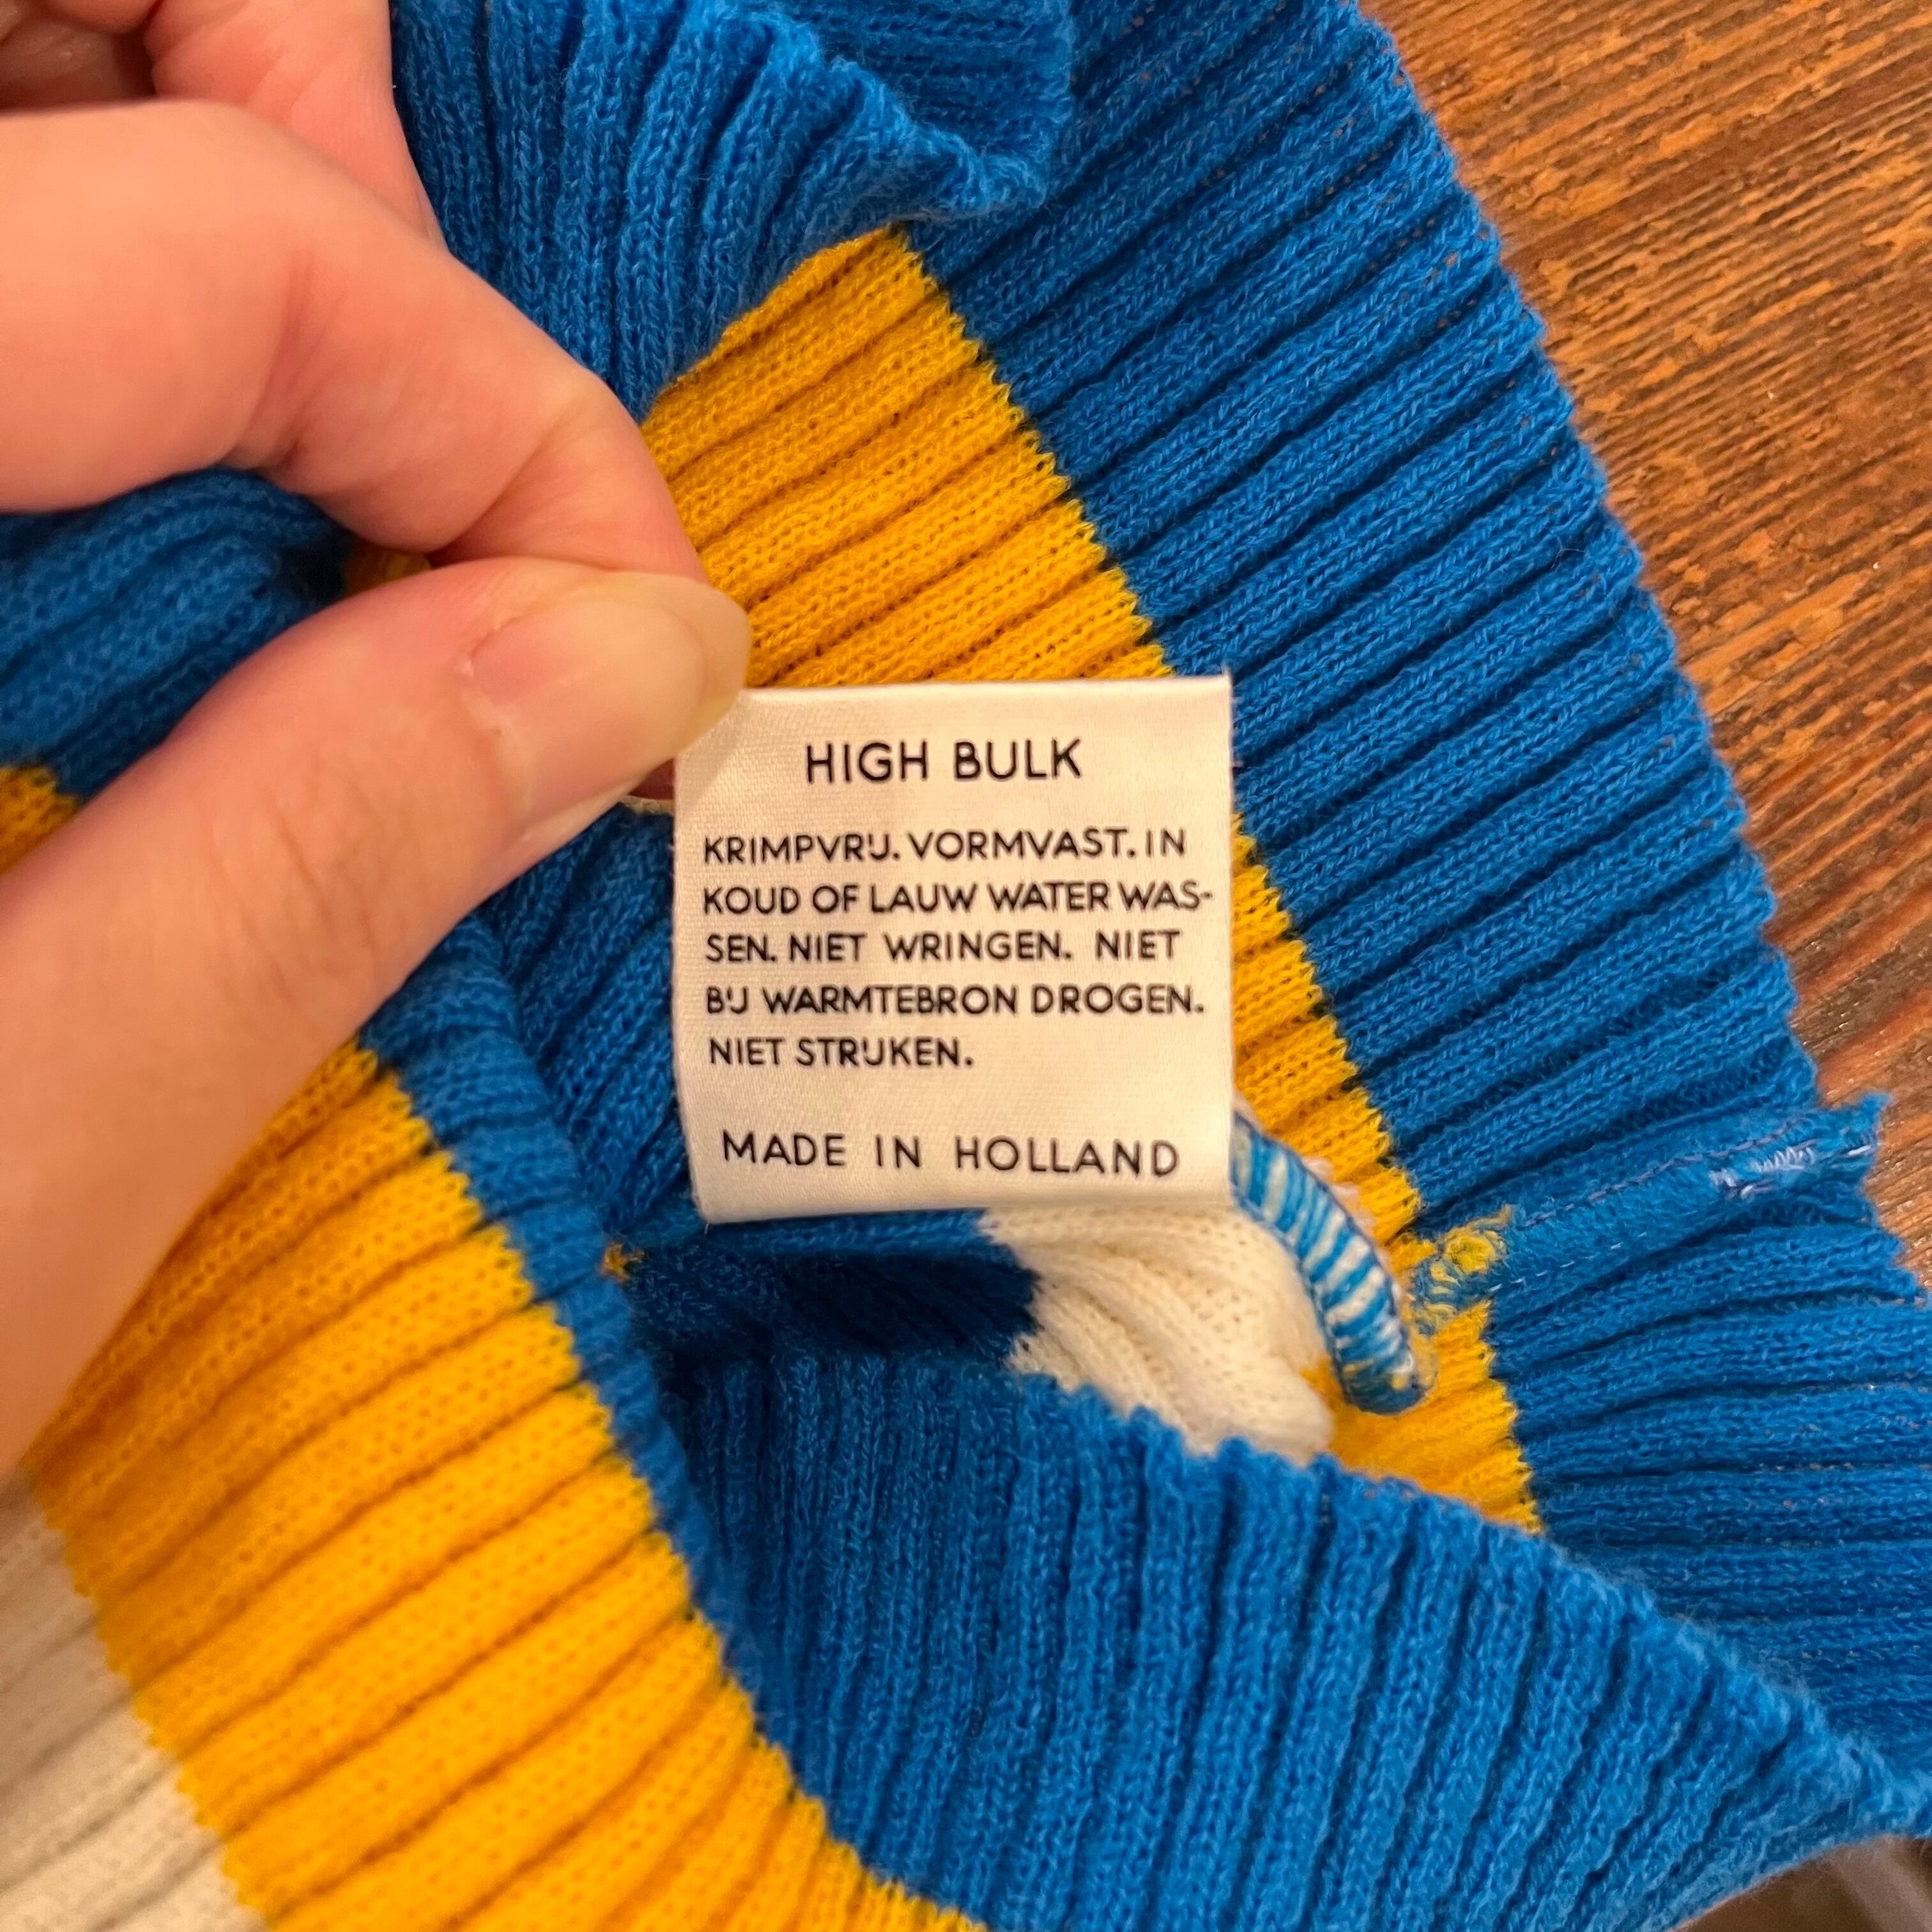 HIGH BULK
KRIMPVRIJ. VORMVAST. IN
KOUD OF LAUW WATER WAS-
SEN. NIET WRINGEN. NIET
BIJ WARMTEBRON DROGEN.
NIET STRIJKEN.
MADE IN HOLLAND